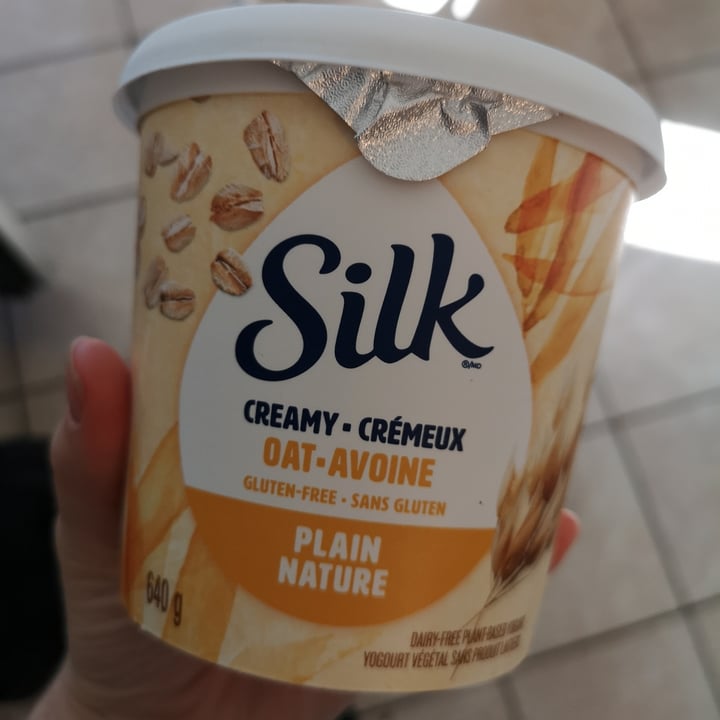 Silk
®/MD
CREAMY · CRÉMEUX
OAT · AVOINE
GLUTEN-FREE · SANS GLUTEN
PLAIN
NATURE
640 g
DAIRY-FREE PLANT-BASED YOGURT
YOGOURT VÉGÉTAL SANS PRODUIT LAITIER